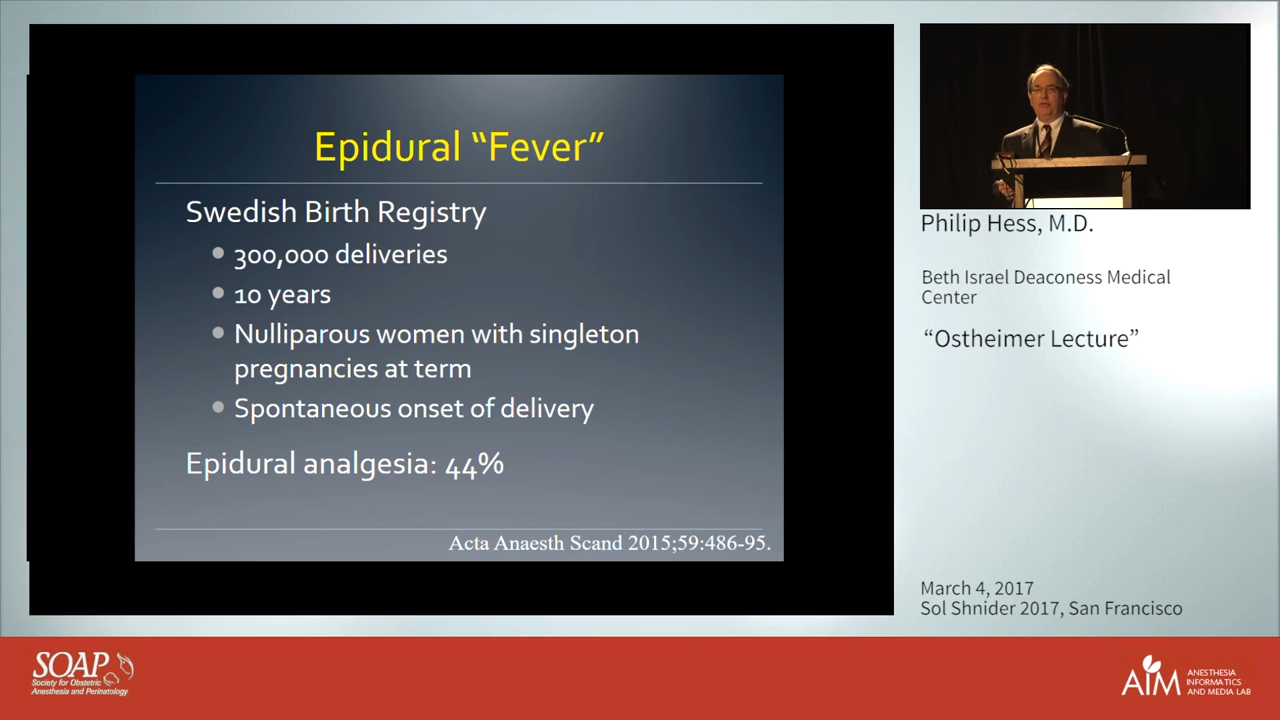 Epidural “Fever”
Swedish Birth Registry
300,000 deliveries
10 years
Nulliparous women with singleton
pregnancies at term
Spontaneous onset of delivery
Epidural analgesia: 44%
Acta Anaesth Scand 2015;59:486-95.
Philip Hess, M.D.
Beth Israel Deaconess Medical
Center
“Ostheimer Lecture”
March 4, 2017
Sol Shnider 2017, San Francisco
SOAP
Society for Obstetric
Anesthesia and Perinatology
AIM
ANESTHESIA
INFORMATICS
AND MEDIA LAB